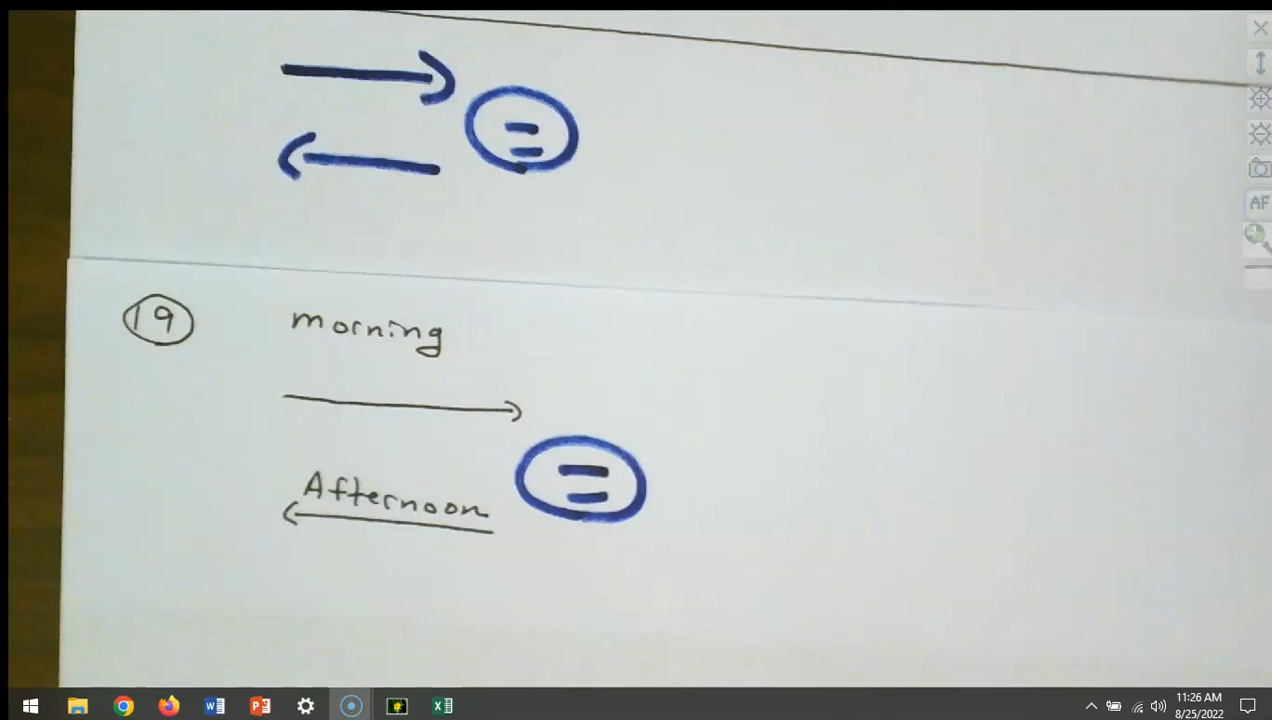 =
AF
19 morning
=
Afternoon
11:26 AM
8/25/2022